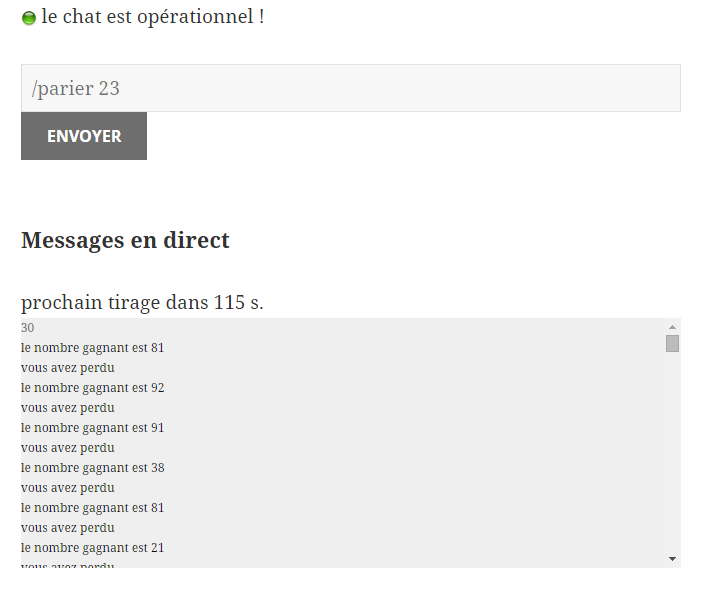 le chat est opérationnel !
/parier 23
ENVOYER
Messages en direct
prochain tirage dans 115 s.
30
le nombre gagnant est 81
vous avez perdu
le nombre gagnant est 92
vous avez perdu
le nombre gagnant est 91
vous avez perdu
le nombre gagnant est 38
vous avez perdu
le nombre gagnant est 81
vous avez perdu
le nombre gagnant est 21
vous avez perdu